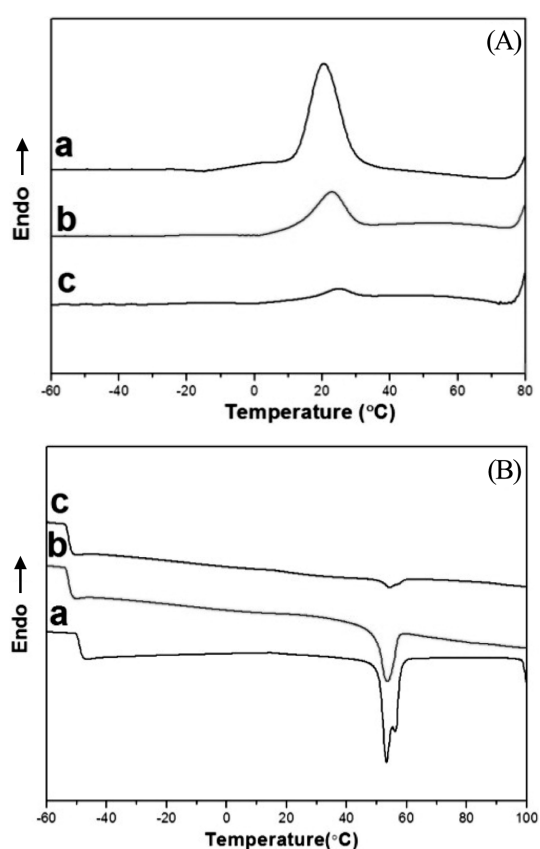 (A)
a
b
c
Endo →
-60 -40 -20 0 20 40 60 80
Temperature (°C)
(B)
c
b
a
Endo →
-60 -40 -20 0 20 40 60 80 100
Temperature(°C)